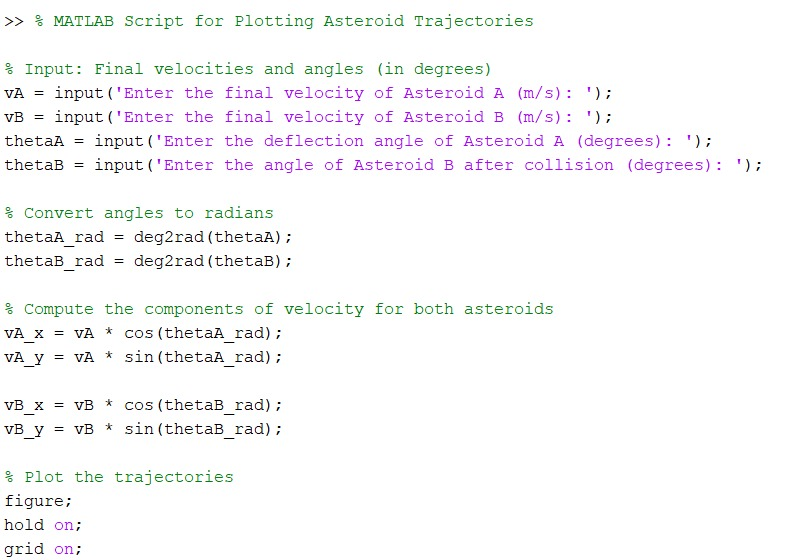 >> % MATLAB Script for Plotting Asteroid Trajectories
% Input: Final velocities and angles (in degrees)
vA = input('Enter the final velocity of Asteroid A (m/s): ');
vB = input('Enter the final velocity of Asteroid B (m/s): ');
thetaA = input('Enter the deflection angle of Asteroid A (degrees): ');
thetaB = input('Enter the angle of Asteroid B after collision (degrees): ');
% Convert angles to radians
thetaA_rad = deg2rad(thetaA);
thetaB_rad = deg2rad(thetaB);
% Compute the components of velocity for both asteroids
vA_x = vA * cos(thetaA_rad);
vA_y = vA * sin(thetaA_rad);
vB_x = vB * cos(thetaB_rad);
vB_y = vB * sin(thetaB_rad);
% Plot the trajectories
figure;
hold on;
grid on;